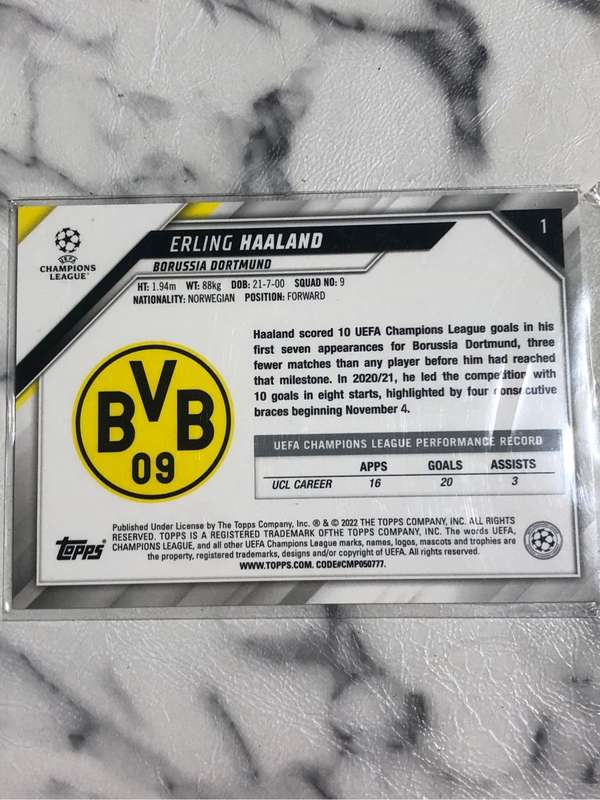 1
ERLING HAALAND
UEFA
CHAMPIONS
LEAGUE®
BORUSSIA DORTMUND
HT: 1.94m WT: 88kg DOB: 21-7-00 SQUAD NO: 9
NATIONALITY: NORWEGIAN POSITION: FORWARD
Haaland scored 10 UEFA Champions League goals in his
first seven appearances for Borussia Dortmund, three
fewer matches than any player before him had reached
that milestone. In 2020/21, he led the competition with
10 goals in eight starts, highlighted by four consecutive
braces beginning November 4.
BVB
09
UEFA CHAMPIONS LEAGUE PERFORMANCE RECORD
APPS GOALS ASSISTS
UCL CAREER 16 20 3
topps®
Published Under License by The Topps Company, Inc. ® & © 2022 THE TOPPS COMPANY, INC. ALL RIGHTS
RESERVED. TOPPS IS A REGISTERED TRADEMARK OFTHE TOPPS COMPANY, INC. The words UEFA,
CHAMPIONS LEAGUE, and all other UEFA Champions League marks, names, logos, mascots and trophies are
the property, registered trademarks, designs and/or copyright of UEFA. All rights reserved.
WWW.TOPPS.COM. CODE#CMP050777.